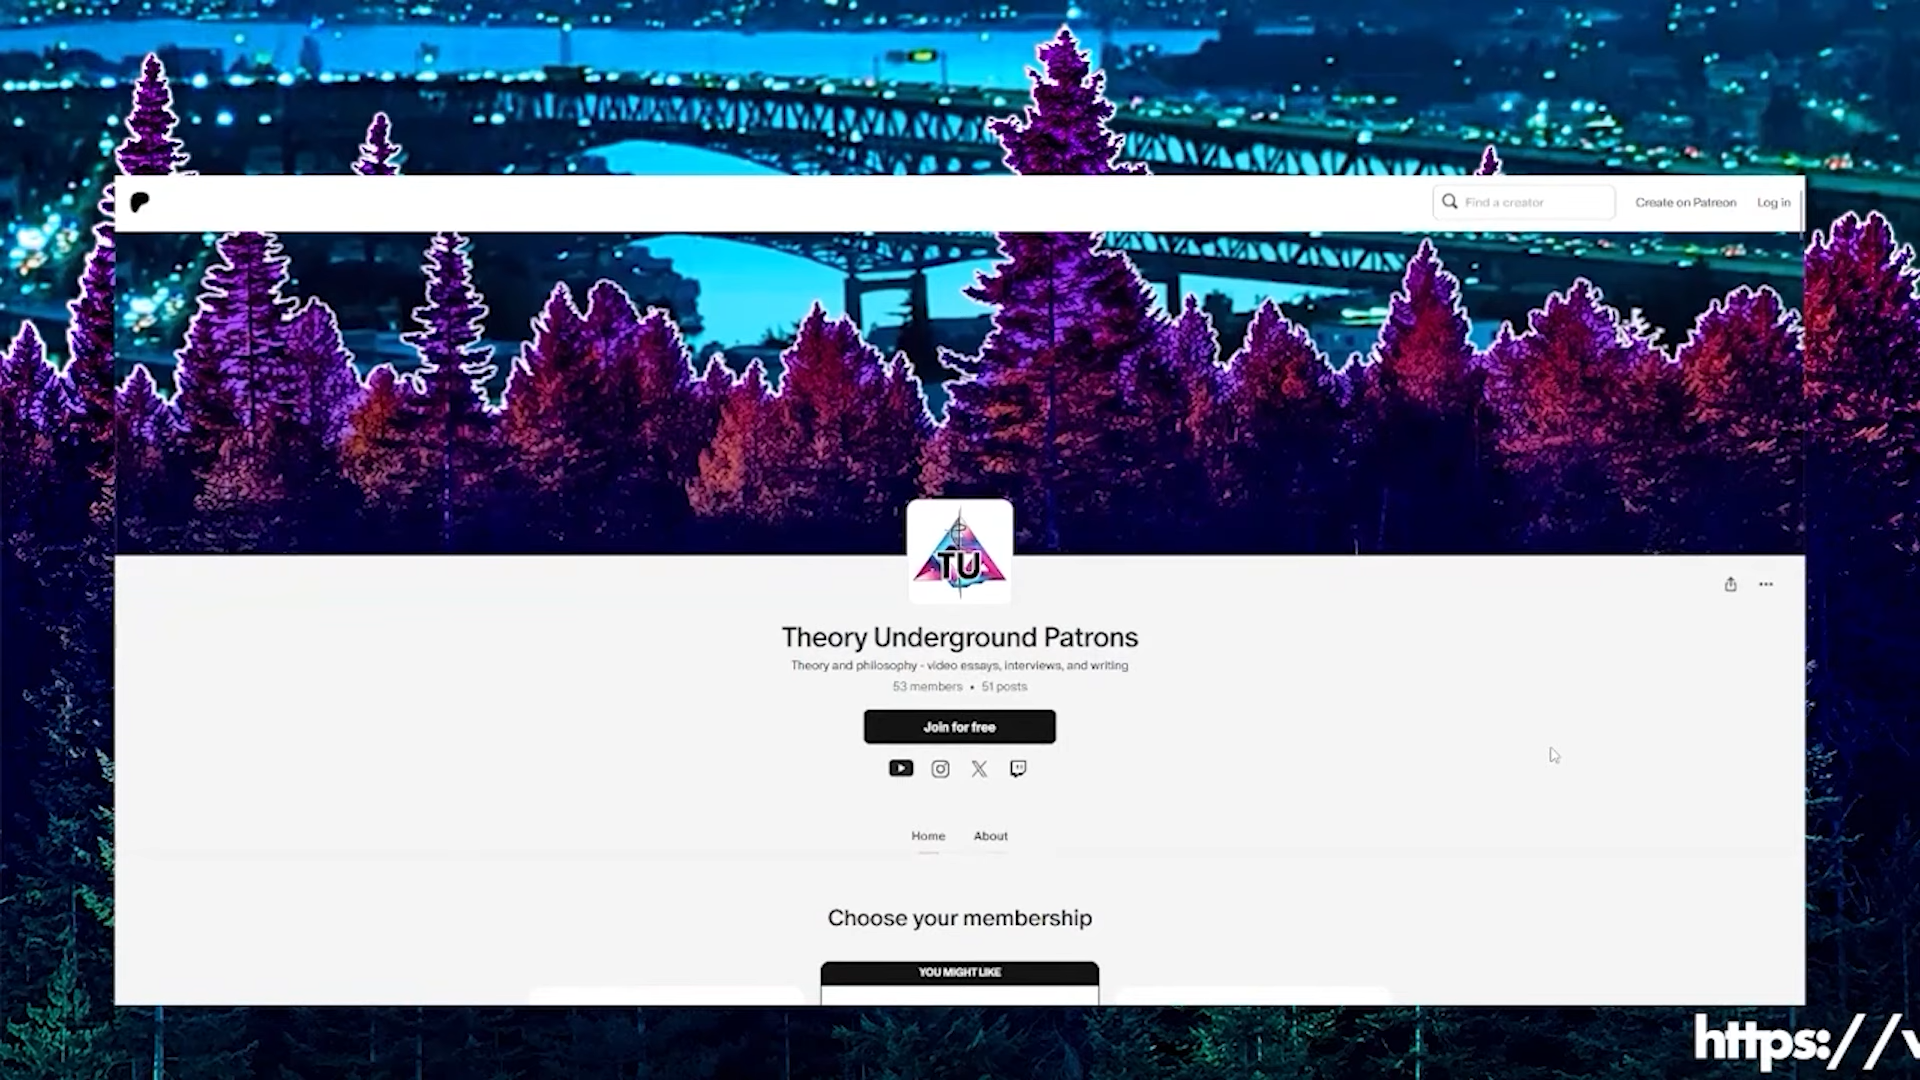 Find a creator
Create on Patreon
Log in
TU
Theory Underground Patrons
Theory and philosophy - video essays, interviews, and writing
53 members • 51 posts
Join for free
Home
About
Choose your membership
YOU MIGHT LIKE
https://